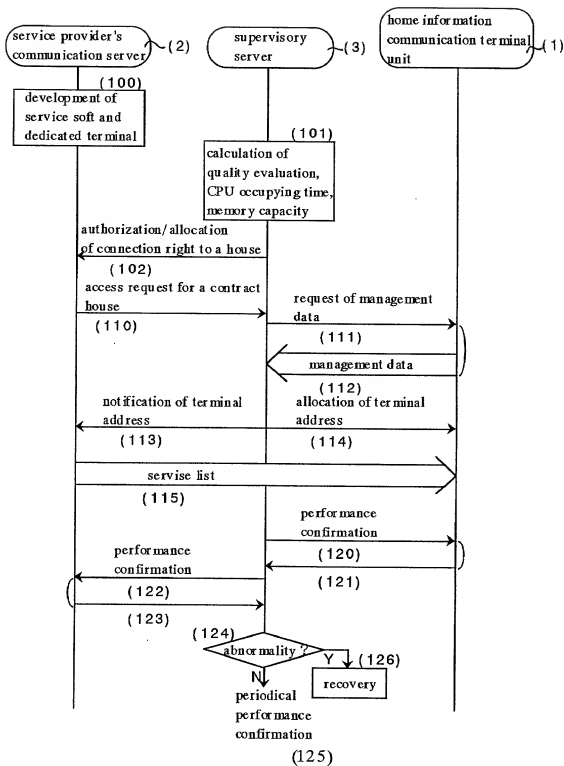 service provider's
communication server
(2)
supervisory
server
(3)
home information
communication terminal
unit
(1)
(100)
development of
service soft and
dedicated terminal
(101)
calculation of
quality evaluation,
CPU occupying time,
memory capacity
authorization/allocation
of connection right to a house
(102)
access request for a contract
house
(110)
request of management
data
(111)
management data
(112)
notification of terminal
address
(113)
allocation of terminal
address
(114)
servise list
(115)
performance
confirmation
(120)
(121)
performance
confirmation
(122)
(123)
(124)
abnormality ?
Y
(126)
recovery
N
periodical
performance
confirmation
(125)